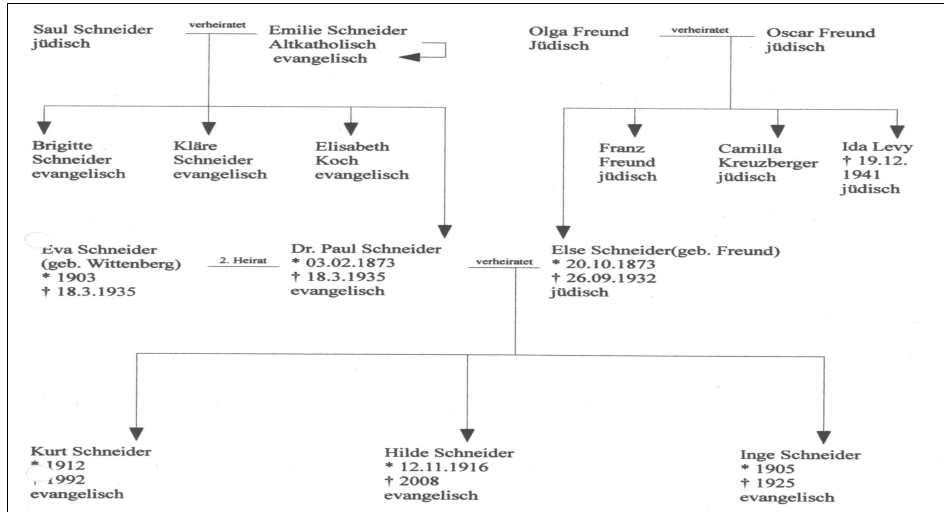 Saul Schneider
jüdisch
verheiratet
Emilie Schneider
Altkatholisch
evangelisch
Olga Freund
Jüdisch
verheiratet
Oscar Freund
jüdisch
Brigitte
Schneider
evangelisch
Kläre
Schneider
evangelisch
Elisabeth
Koch
evangelisch
Franz
Freund
jüdisch
Camilla
Kreuzberger
jüdisch
Ida Levy
† 19.12.
1941
jüdisch
Eva Schneider
(geb. Wittenberg)
* 1903
† 18.3.1935
2. Heirat
Dr. Paul Schneider
* 03.02.1873
† 18.3.1935
evangelisch
verheiratet
Else Schneider(geb. Freund)
* 20.10.1873
† 26.09.1932
jüdisch
Kurt Schneider
* 1912
† 1992
evangelisch
Hilde Schneider
* 12.11.1916
† 2008
evangelisch
Inge Schneider
* 1905
† 1925
evangelisch